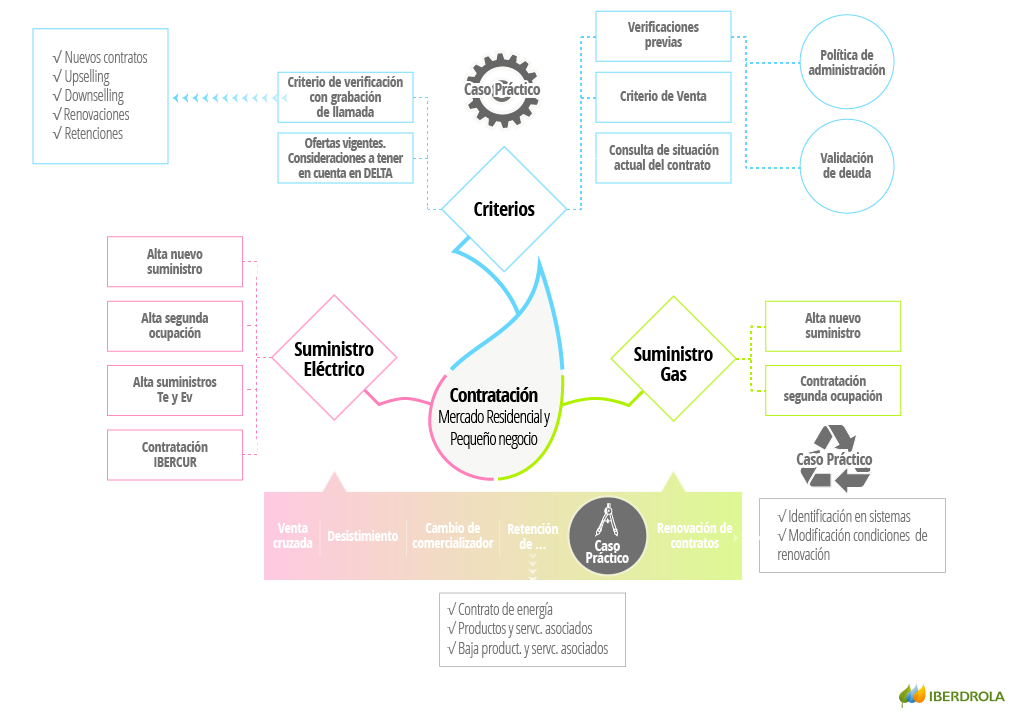 √ Nuevos contratos
√ Upselling
√ Downselling
√ Renovaciones
√ Retenciones
Criterio de verificación
con grabación
de llamada
Ofertas vigentes.
Consideraciones a tener
en cuenta en DELTA
Caso Práctico
Criterios
Verificaciones
previas
Criterio de Venta
Consulta de situación
actual del contrato
Política de
administración
Validación
de deuda
Alta nuevo
suministro
Alta segunda
ocupación
Alta suministros
Te y Ev
Contratación
IBERCUR
Suministro
Eléctrico
Contratación
Mercado Residencial y
Pequeño negocio
Suministro
Gas
Alta nuevo
suministro
Contratación
segunda ocupación
Caso Práctico
√ Identificación en sistemas
√ Modificación condiciones de
renovación
Venta
cruzada
Desistimiento
Cambio de
comercializador
Retención
de ...
Caso
Práctico
Renovación de
contratos
√ Contrato de energía
√ Productos y servc. asociados
√ Baja product. y servc. asociados
IBERDROLA